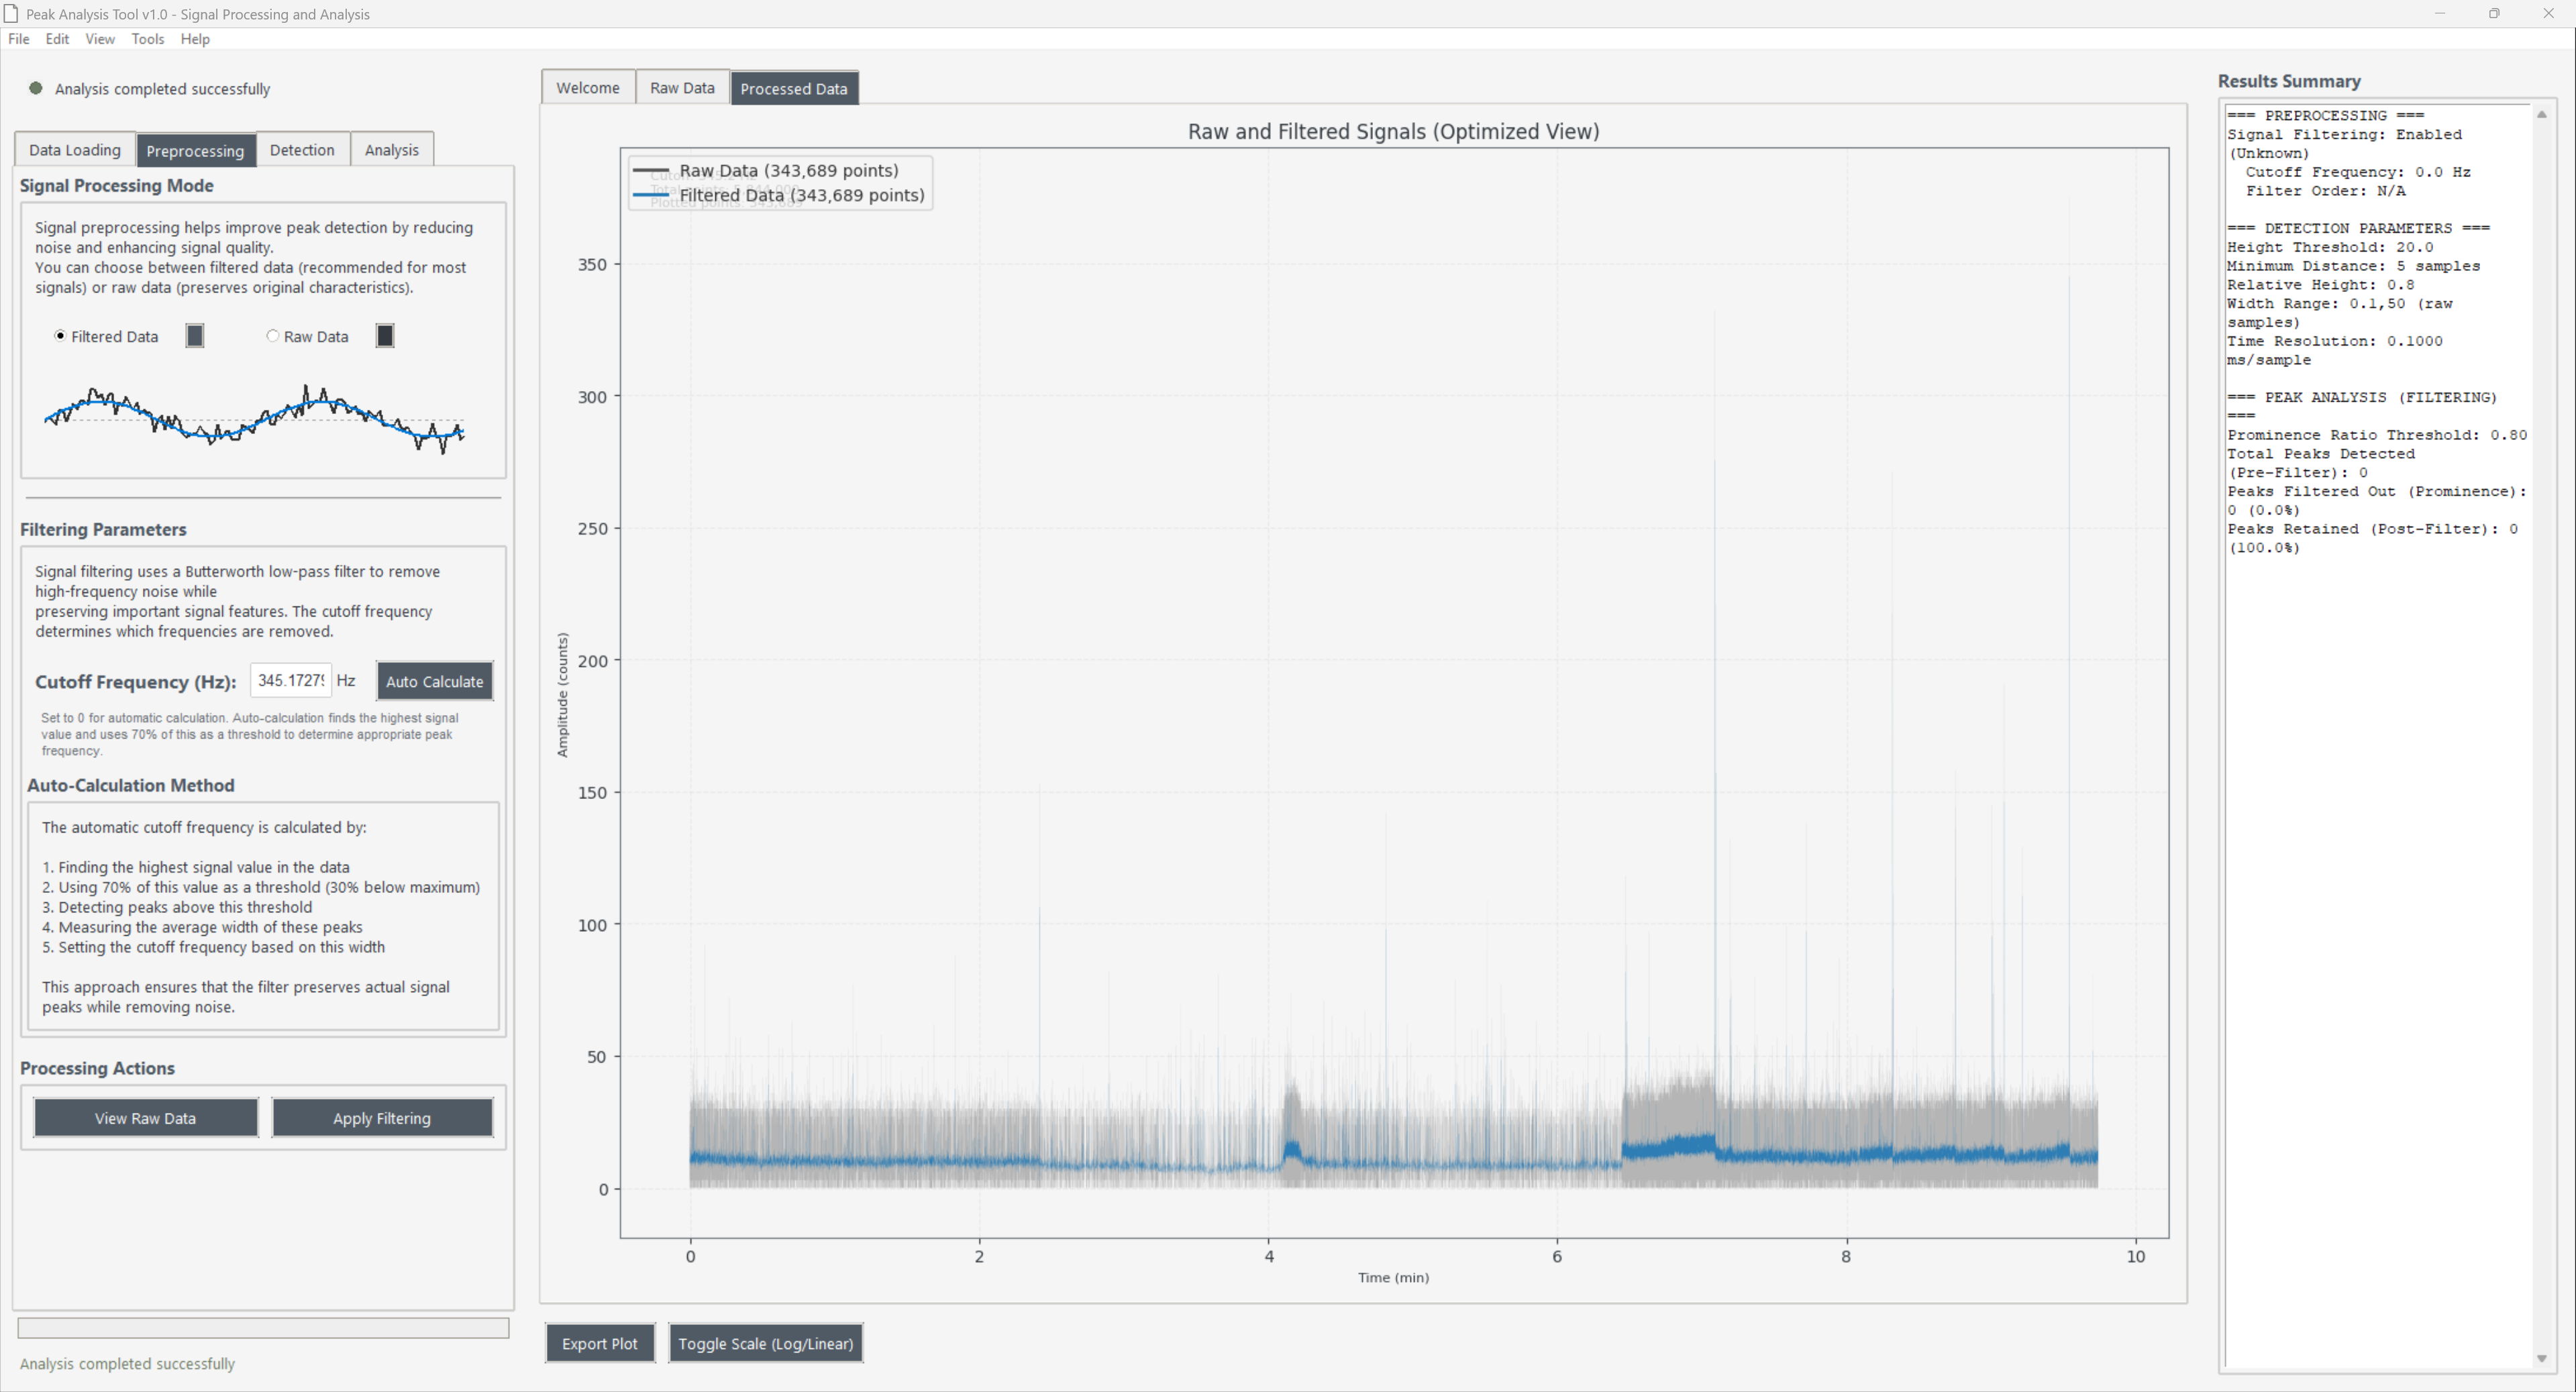 Peak Analysis Tool v1.0 - Signal Processing and Analysis
File Edit View Tools Help
Analysis completed successfully
Data Loading Preprocessing Detection Analysis
Signal Processing Mode
Signal preprocessing helps improve peak detection by reducing
noise and enhancing signal quality.
You can choose between filtered data (recommended for most
signals) or raw data (preserves original characteristics).
Filtered Data Raw Data
Filtering Parameters
Signal filtering uses a Butterworth low-pass filter to remove
high-frequency noise while
preserving important signal features. The cutoff frequency
determines which frequencies are removed.
Cutoff Frequency (Hz): 345.17279 Hz Auto Calculate
Set to 0 for automatic calculation. Auto-calculation finds the highest signal
value and uses 70% of this as a threshold to determine appropriate peak
frequency.
Auto-Calculation Method
The automatic cutoff frequency is calculated by:
1. Finding the highest signal value in the data
2. Using 70% of this value as a threshold (30% below maximum)
3. Detecting peaks above this threshold
4. Measuring the average width of these peaks
5. Setting the cutoff frequency based on this width
This approach ensures that the filter preserves actual signal
peaks while removing noise.
Processing Actions
View Raw Data Apply Filtering
Analysis completed successfully
Welcome Raw Data Processed Data
Raw and Filtered Signals (Optimized View)
Raw Data (343,689 points)
Filtered Data (343,689 points)
Total points:
Plotted points:
350
300
250
200
150
100
50
0
Amplitude (counts)
0 2 4 6 8 10
Time (min)
Export Plot Toggle Scale (Log/Linear)
Results Summary
=== PREPROCESSING ===
Signal Filtering: Enabled
(Unknown)
Cutoff Frequency: 0.0 Hz
Filter Order: N/A
=== DETECTION PARAMETERS ===
Height Threshold: 20.0
Minimum Distance: 5 samples
Relative Height: 0.8
Width Range: 0.1,50 (raw
samples)
Time Resolution: 0.1000
ms/sample
=== PEAK ANALYSIS (FILTERING)
===
Prominence Ratio Threshold: 0.80
Total Peaks Detected
(Pre-Filter): 0
Peaks Filtered Out (Prominence):
0 (0.0%)
Peaks Retained (Post-Filter): 0
(100.0%)